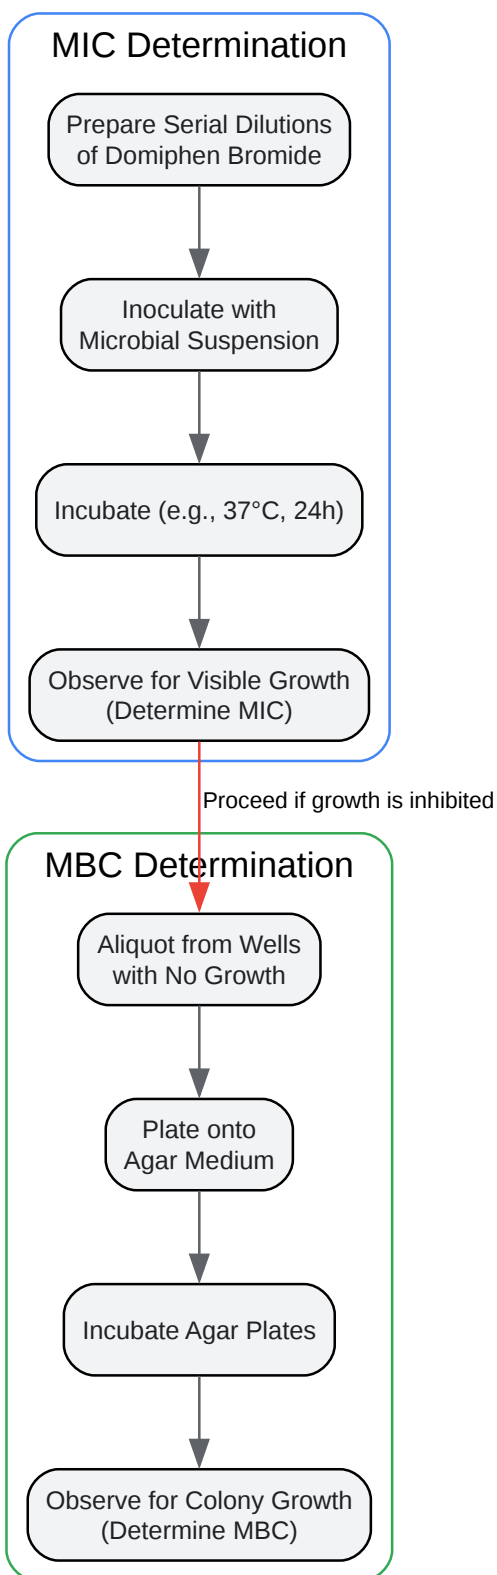 MIC Determination
Prepare Serial Dilutions
of Domiphen Bromide
Inoculate with
Microbial Suspension
Incubate (e.g., 37°C, 24h)
Observe for Visible Growth
(Determine MIC)
Proceed if growth is inhibited
MBC Determination
Aliquot from Wells
with No Growth
Plate onto
Agar Medium
Incubate Agar Plates
Observe for Colony Growth
(Determine MBC)